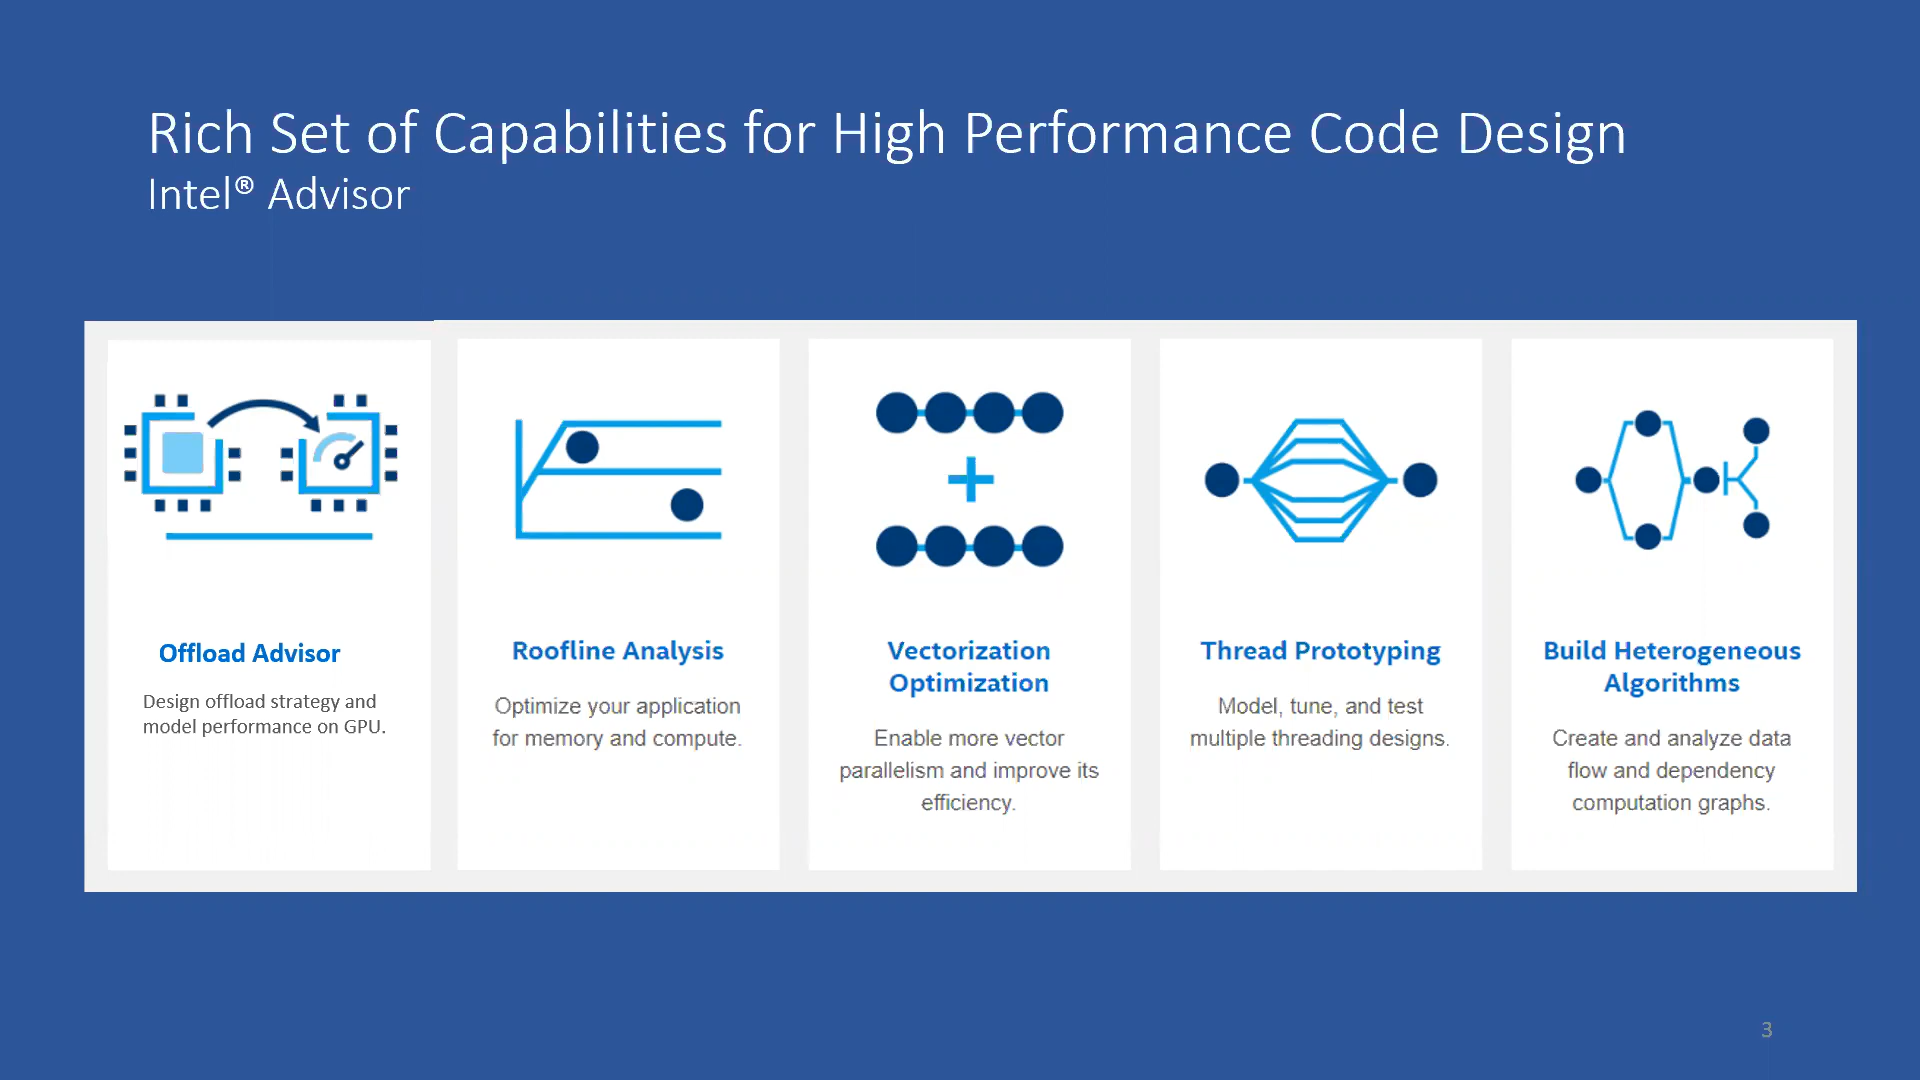 Rich Set of Capabilities for High Performance Code Design
Intel® Advisor
Offload Advisor
Design offload strategy and
model performance on GPU.
Roofline Analysis
Optimize your application
for memory and compute.
Vectorization
Optimization
Enable more vector
parallelism and improve its
efficiency.
Thread Prototyping
Model, tune, and test
multiple threading designs.
Build Heterogeneous
Algorithms
Create and analyze data
flow and dependency
computation graphs.
3